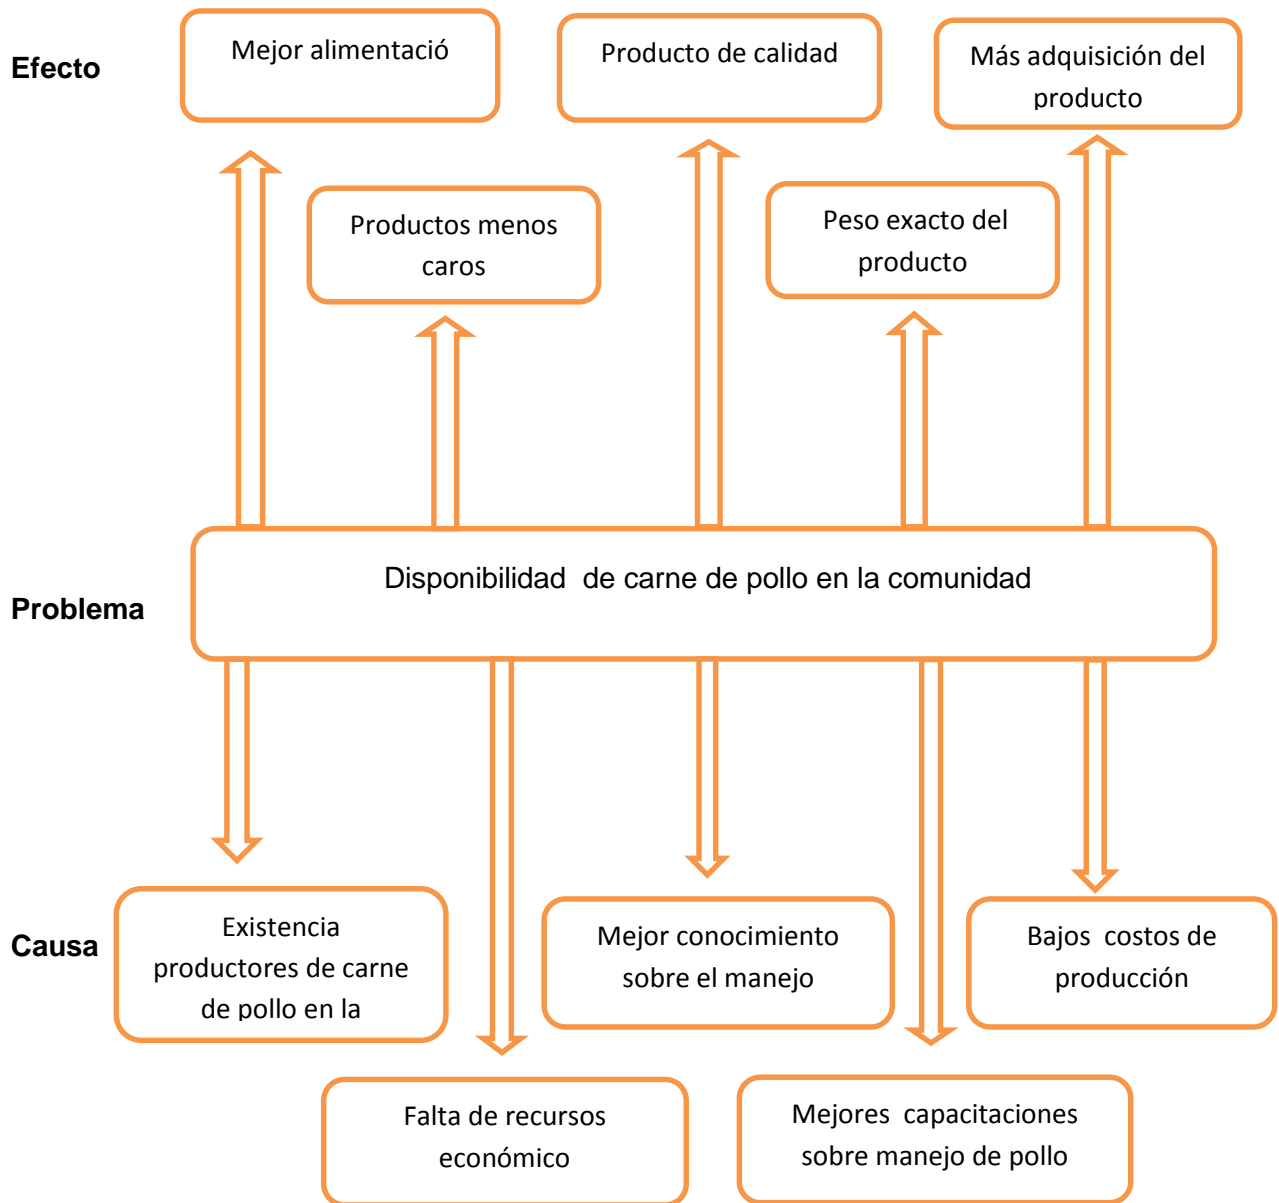 Efecto
Mejor alimentació
Producto de calidad
Más adquisición del
producto
Productos menos
caros
Peso exacto del
producto
Problema
Disponibilidad  de carne de pollo en la comunidad
Causa
Existencia
productores de carne
de pollo en la
Mejor conocimiento
sobre el manejo
Bajos  costos de
producción
Falta de recursos
económico
Mejores  capacitaciones
sobre manejo de pollo